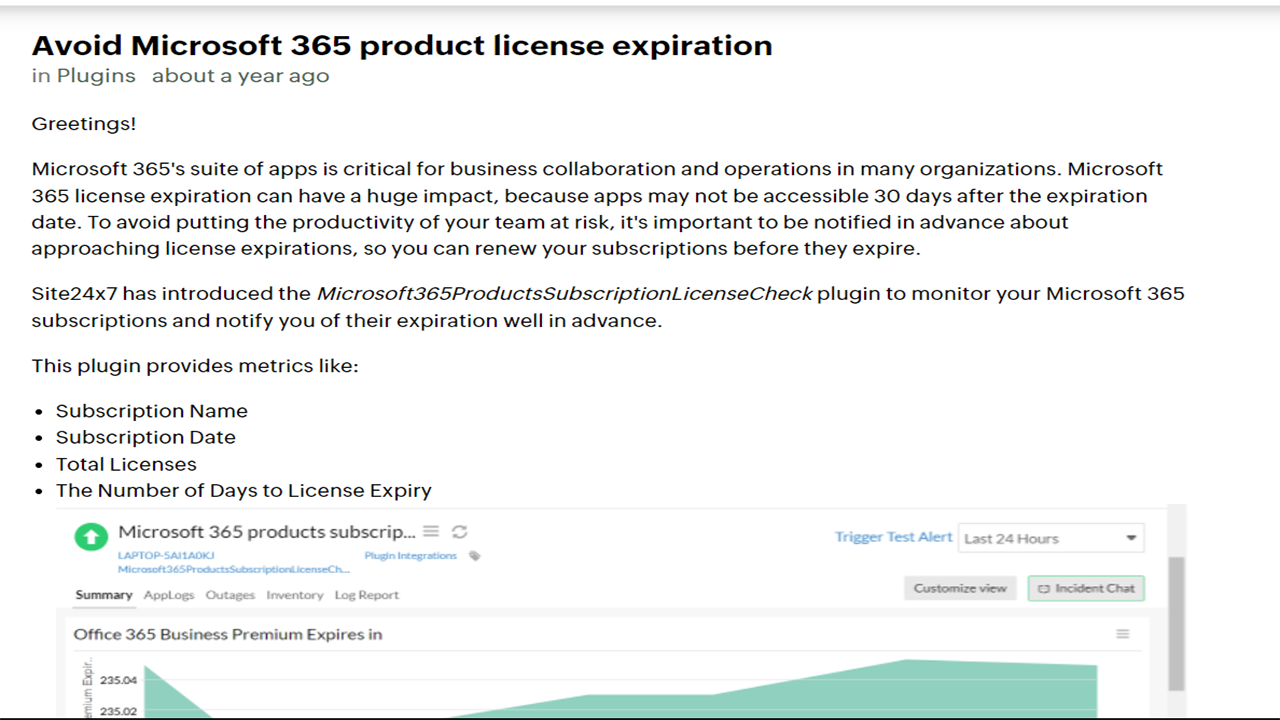 Avoid Microsoft 365 product license expiration
in Plugins about a year ago
Greetings!
Microsoft 365's suite of apps is critical for business collaboration and operations in many organizations. Microsoft
365 license expiration can have a huge impact, because apps may not be accessible 30 days after the expiration
date. To avoid putting the productivity of your team at risk, it's important to be notified in advance about
approaching license expirations, so you can renew your subscriptions before they expire.
Site24x7 has introduced the Microsoft365ProductsSubscriptionLicenseCheck plugin to monitor your Microsoft 365
subscriptions and notify you of their expiration well in advance.
This plugin provides metrics like:
• Subscription Name
• Subscription Date
• Total Licenses
• The Number of Days to License Expiry
Microsoft 365 products subscrip...
Trigger Test Alert Last 24 Hours
LAPTOP-5AI1A0KJ Plugin Integrations
Microsoft365ProductsSubscriptionLicenseCh...
Customize view Incident Chat
Summary AppLogs Outages Inventory Log Report
Office 365 Business Premium Expires in
235.04
235.02